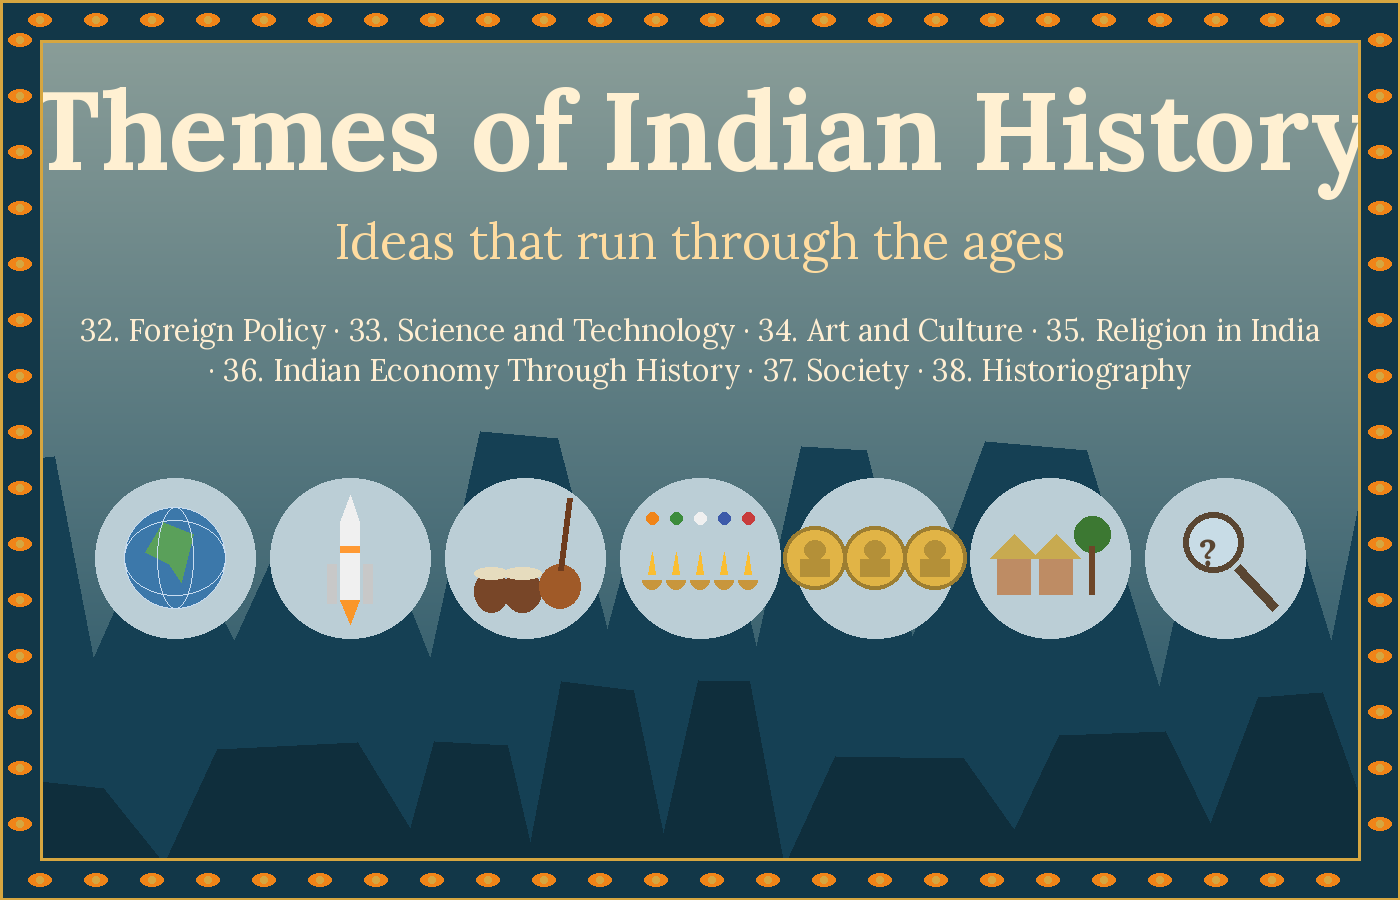 Themes of Indian History
Ideas that run through the ages
32. Foreign Policy · 33. Science and Technology · 34. Art and Culture · 35. Religion in India
· 36. Indian Economy Through History · 37. Society · 38. Historiography
?